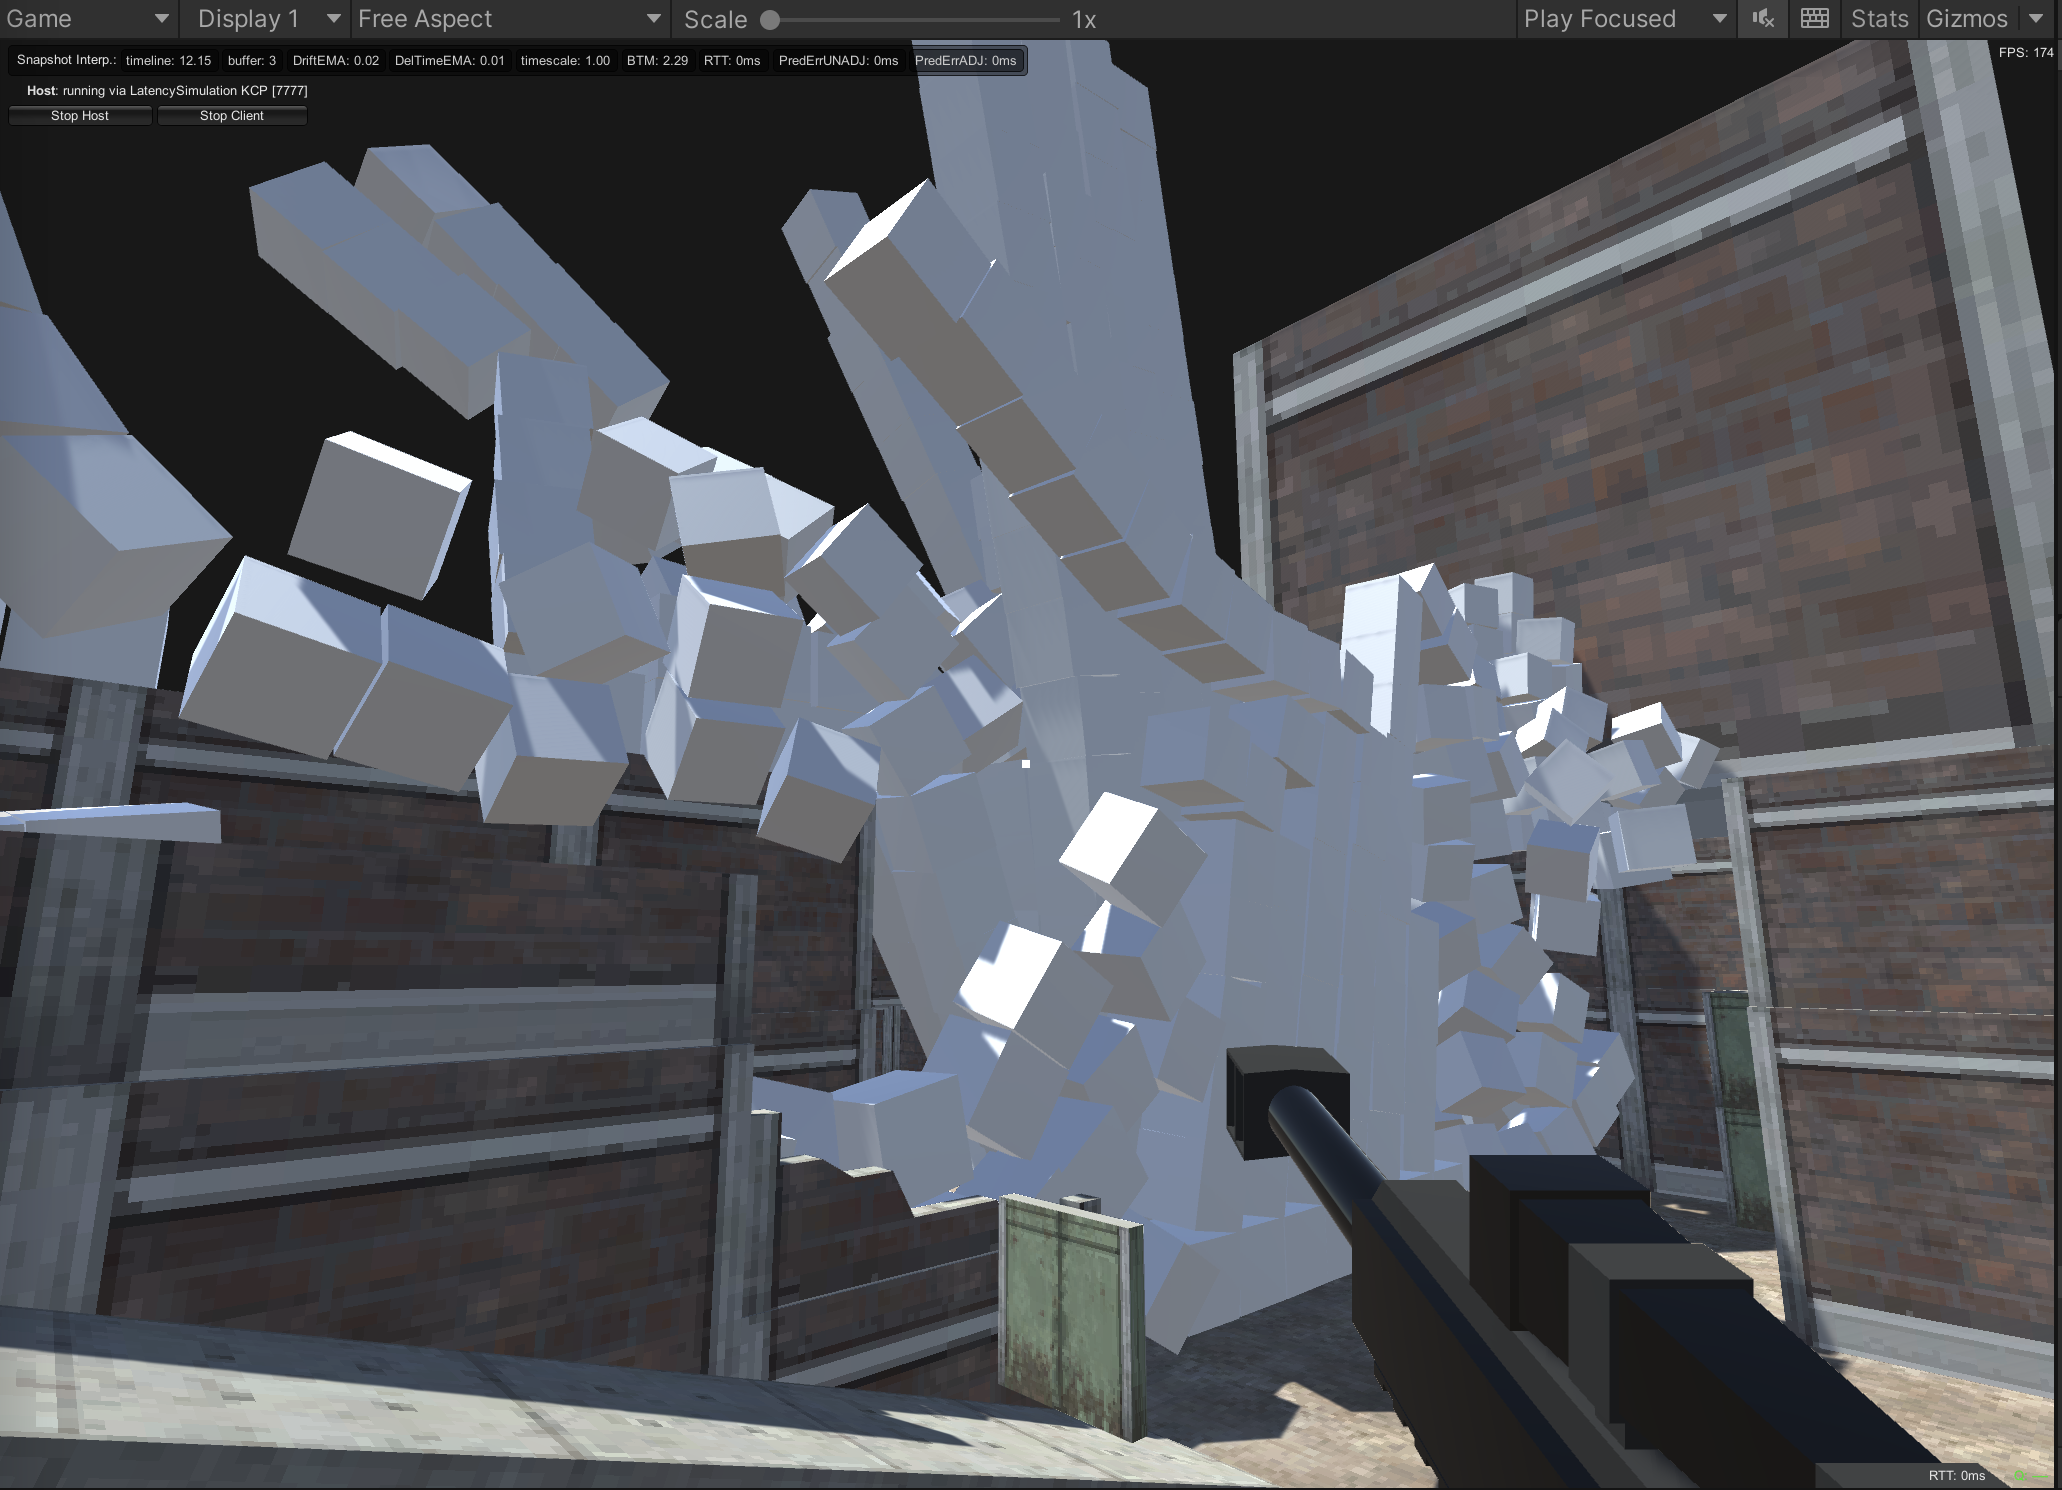 Game Display 1 Free Aspect Scale 1x Play Focused Stats Gizmos
Snapshot Interp.: timeline: 12.15 buffer: 3 DriftEMA: 0.02 DelTimeEMA: 0.01 timescale: 1.00 BTM: 2.29 RTT: 0ms PredErrUNADJ: 0ms PredErrADJ: 0ms
FPS: 174
Host: running via LatencySimulation KCP [7777]
Stop Host Stop Client
RTT: 0ms